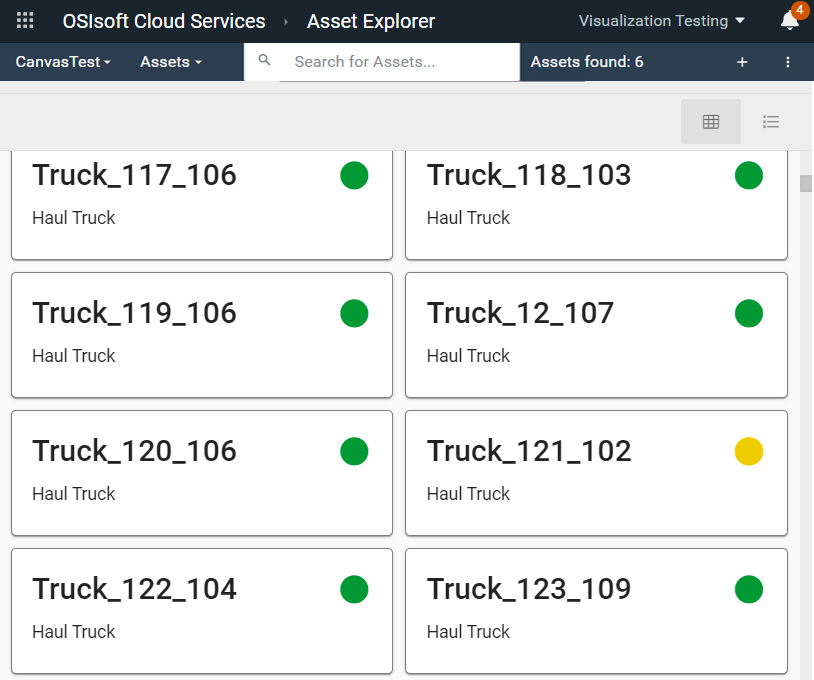 OSIsoft Cloud Services › Asset Explorer Visualization Testing 4
CanvasTest Assets Search for Assets... Assets found: 6
Truck_117_106
Haul Truck
Truck_118_103
Haul Truck
Truck_119_106
Haul Truck
Truck_12_107
Haul Truck
Truck_120_106
Haul Truck
Truck_121_102
Haul Truck
Truck_122_104
Haul Truck
Truck_123_109
Haul Truck